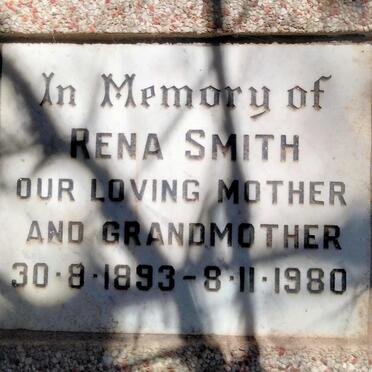 In Memory of
RENA SMITH
OUR LOVING MOTHER
AND GRANDMOTHER
30·8·1893-8·11·1980